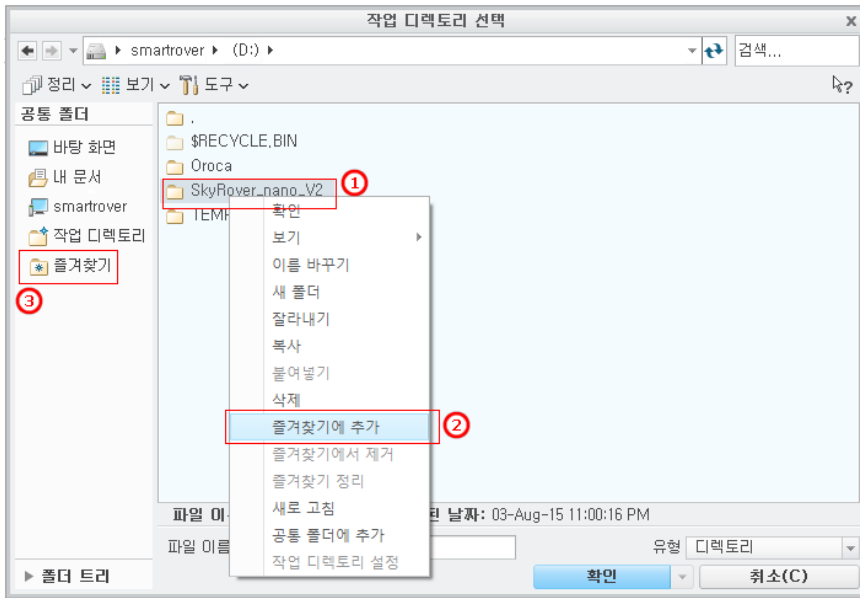 작업 디렉토리 선택
smartrover (D:)
검색...
정리 보기 도구
공통 폴더
바탕 화면
내 문서
smartrover
작업 디렉토리
즐겨찾기
③
.
$RECYCLE.BIN
Oroca
SkyRover_nano_V2
①
TEMP
확인
보기
이름 바꾸기
새 폴더
잘라내기
복사
붙여넣기
삭제
즐겨찾기에 추가
②
즐겨찾기에서 제거
즐겨찾기 정리
새로 고침
공통 폴더에 추가
작업 디렉토리 설정
파일 날짜: 03-Aug-15 11:00:16 PM
파일 이름
유형 디렉토리
폴더 트리
확인
취소(C)